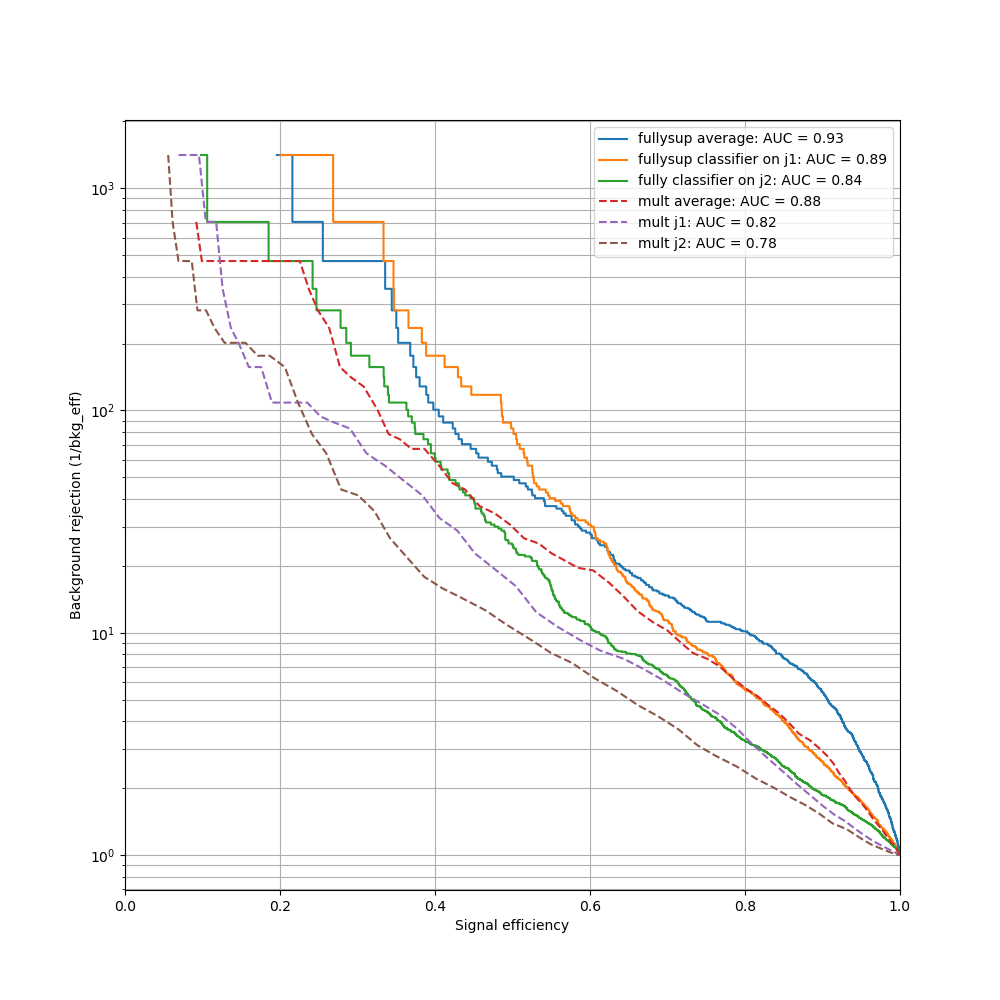 fullysup average: AUC = 0.93
fullysup classifier on j1: AUC = 0.89
fully classifier on j2: AUC = 0.84
mult average: AUC = 0.88
mult j1: AUC = 0.82
mult j2: AUC = 0.78
Background rejection (1/bkg_eff)
10³
10²
10¹
10⁰
0.0 0.2 0.4 0.6 0.8 1.0
Signal efficiency